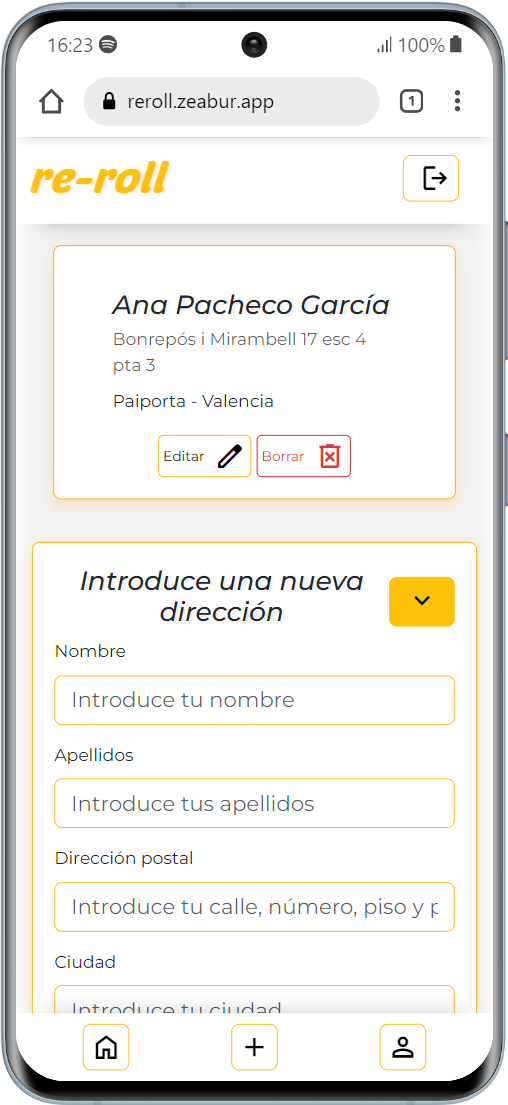 16:23 100%
reroll.zeabur.app 1
re-roll
Ana Pacheco García
Bonrepós i Mirambell 17 esc 4
pta 3
Paiporta - Valencia
Editar Borrar
Introduce una nueva
dirección
Nombre
Introduce tu nombre
Apellidos
Introduce tus apellidos
Dirección postal
Introduce tu calle, número, piso y p
Ciudad
Introduce tu ciudad